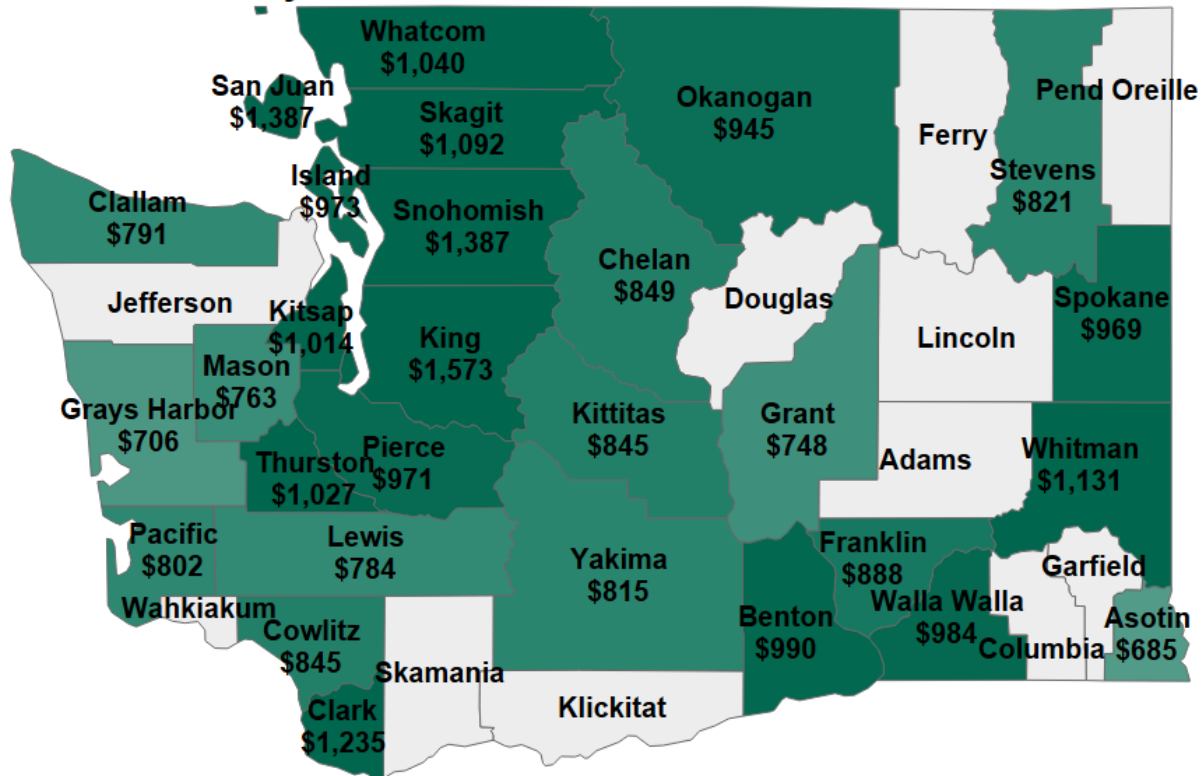 Whatcom
$1,040
San Juan
$1,387
Skagit
$1,092
Okanogan
$945
Ferry
Pend Oreille
Stevens
$821
Island
$973
Clallam
$791
Snohomish
$1,387
Chelan
$849
Douglas
Jefferson
Kitsap
$1,014
King
$1,573
Lincoln
Spokane
$969
Mason
$763
Grays Harbor
$706
Kittitas
$845
Grant
$748
Adams
Whitman
$1,131
Thurston
$1,027
Pierce
$971
Pacific
$802
Lewis
$784
Yakima
$815
Franklin
$888
Garfield
Wahkiakum
Cowlitz
$845
Benton
$990
Walla Walla
$984
Columbia
Asotin
$685
Skamania
Klickitat
Clark
$1,235